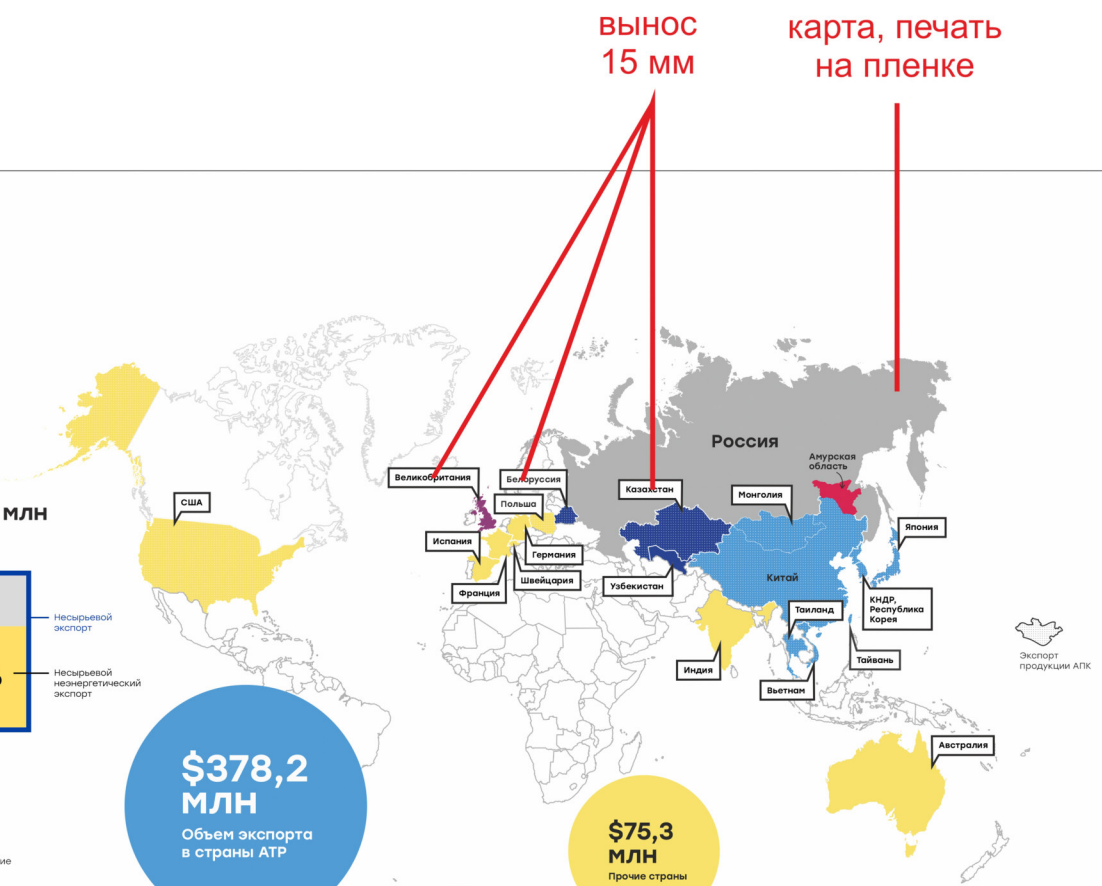 вынос
15 мм
карта, печать
на пленке
Россия
Амурская
область
Великобритания
Белоруссия
Казахстан
Монголия
США
Польша
Япония
Испания
Германия
Швейцария
Франция
Узбекистан
Китай
КНДР,
Республика
Корея
Таиланд
Тайвань
Индия
Вьетнам
Австралия
МЛН
Несырьевой
экспорт
Несырьевой
неэнергетический
экспорт
Экспорт
продукции АПК
$378,2
МЛН
Объем экспорта
в страны АТР
$75,3
МЛН
Прочие страны